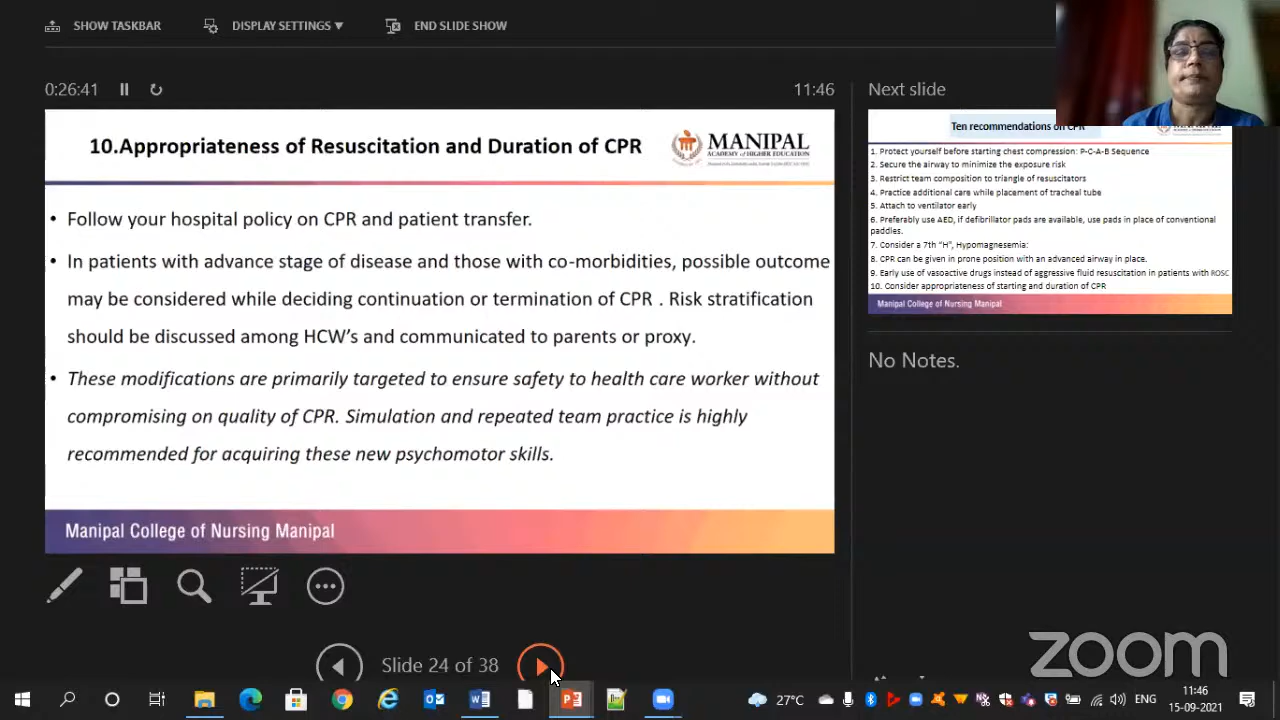 SHOW TASKBAR DISPLAY SETTINGS ▼ END SLIDE SHOW
0:26:41 11:46
10.Appropriateness of Resuscitation and Duration of CPR
MANIPAL
ACADEMY of HIGHER EDUCATION
• Follow your hospital policy on CPR and patient transfer.
• In patients with advance stage of disease and those with co-morbidities, possible outcome
may be considered while deciding continuation or termination of CPR . Risk stratification
should be discussed among HCW's and communicated to parents or proxy.
• These modifications are primarily targeted to ensure safety to health care worker without
compromising on quality of CPR. Simulation and repeated team practice is highly
recommended for acquiring these new psychomotor skills.
Manipal College of Nursing Manipal
Next slide
Ten recommendations on CPR
1. Protect yourself before starting chest compression: P-C-A-B Sequence
2. Secure the airway to minimize the exposure risk
3. Restrict team composition to triangle of resuscitators
4. Practice additional care while placement of tracheal tube
5. Attach to ventilator early
6. Preferably use AED, if defibrillator pads are available, use pads in place of conventional
paddles.
7. Consider a 7th "H", Hypomagnesemia:
8. CPR can be given in prone position with an advanced airway in place.
9. Early use of vasoactive drugs instead of aggressive fluid resuscitation in patients with ROSC
10. Consider appropriateness of starting and duration of CPR
Manipal College of Nursing Manipal
No Notes.
Slide 24 of 38
zoom
27°C ENG 11:46
15-09-2021